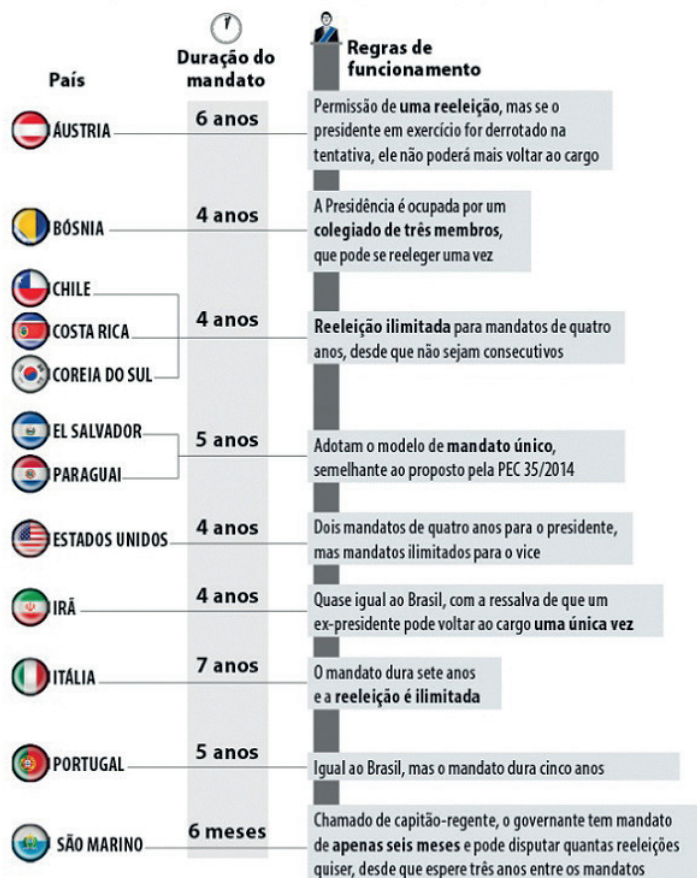 País
Duração do
mandato
Regras de
funcionamento
ÁUSTRIA
6 anos
Permissão de uma reeleição, mas se o
presidente em exercício for derrotado na
tentativa, ele não poderá mais voltar ao cargo
BÓSNIA
4 anos
A Presidência é ocupada por um
colegiado de três membros,
que pode se reeleger uma vez
CHILE
COSTA RICA
COREIA DO SUL
4 anos
Reeleição ilimitada para mandatos de quatro
anos, desde que não sejam consecutivos
EL SALVADOR
PARAGUAI
5 anos
Adotam o modelo de mandato único,
semelhante ao proposto pela PEC 35/2014
ESTADOS UNIDOS
4 anos
Dois mandatos de quatro anos para o presidente,
mas mandatos ilimitados para o vice
IRÃ
4 anos
Quase igual ao Brasil, com a ressalva de que um
ex-presidente pode voltar ao cargo uma única vez
ITÁLIA
7 anos
O mandato dura sete anos
e a reeleição é ilimitada
PORTUGAL
5 anos
Igual ao Brasil, mas o mandato dura cinco anos
SÃO MARINO
6 meses
Chamado de capitão-regente, o governante tem mandato
de apenas seis meses e pode disputar quantas reeleições
quiser, desde que espere três anos entre os mandatos